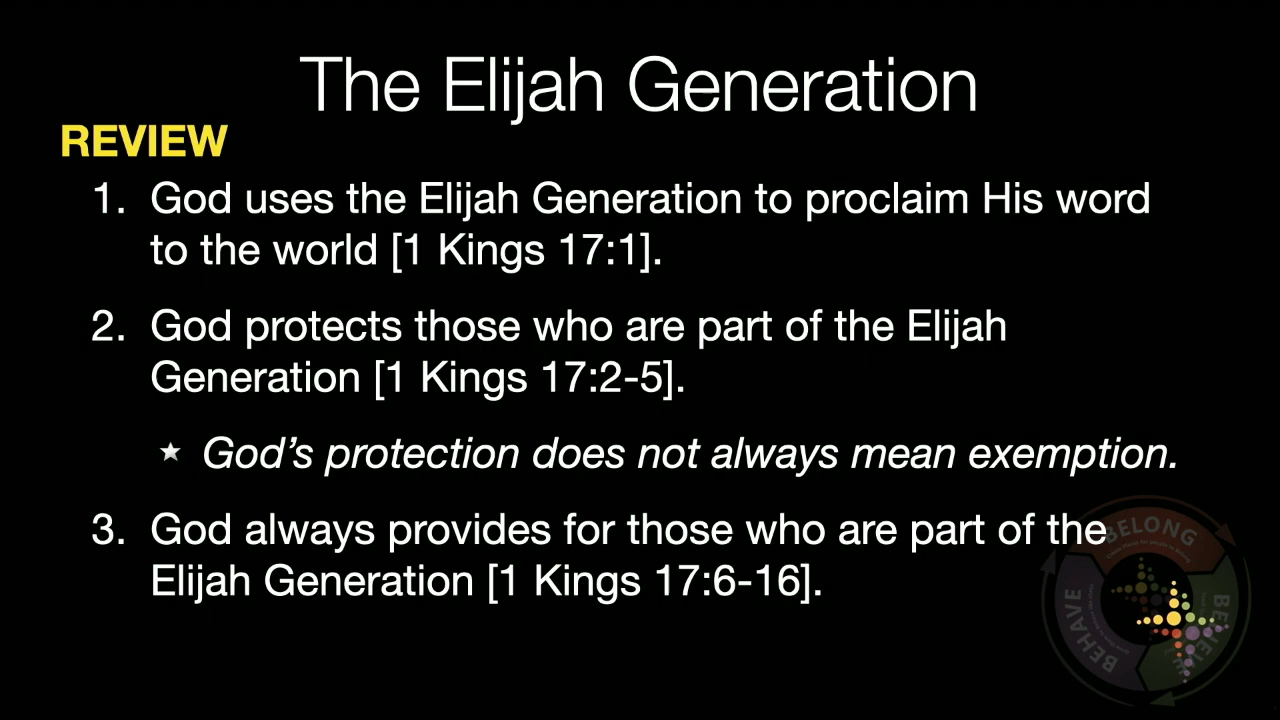 The Elijah Generation
REVIEW
1. God uses the Elijah Generation to proclaim His word
to the world [1 Kings 17:1].
2. God protects those who are part of the Elijah
Generation [1 Kings 17:2-5].
★ God’s protection does not always mean exemption.
3. God always provides for those who are part of the
Elijah Generation [1 Kings 17:6-16].
BELONG
BEHAVE